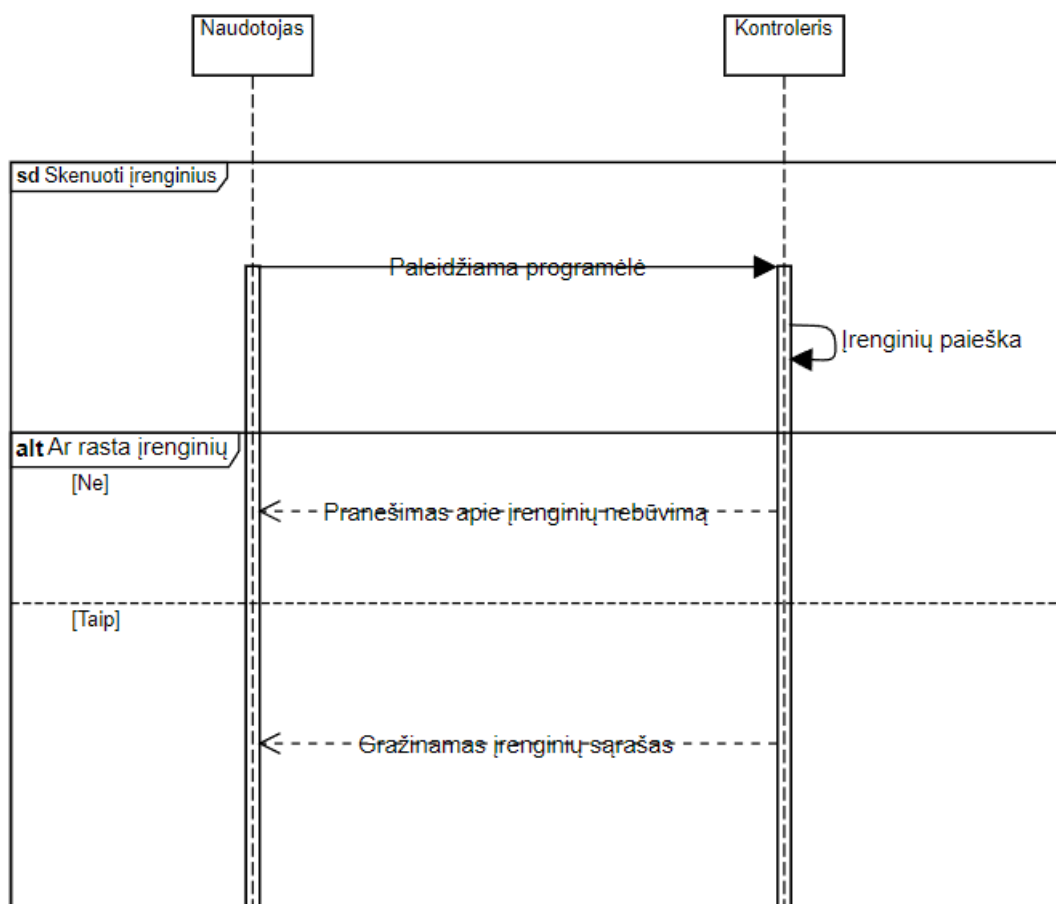 Naudotojas
Kontroleris
sd Skenuoti įrenginius
Paleidžiama programėlė
Įrenginių paieška
alt Ar rasta įrenginių
[Ne]
Pranešimas apie įrenginių nebūvimą
[Taip]
Gražinamas įrenginių sąrašas